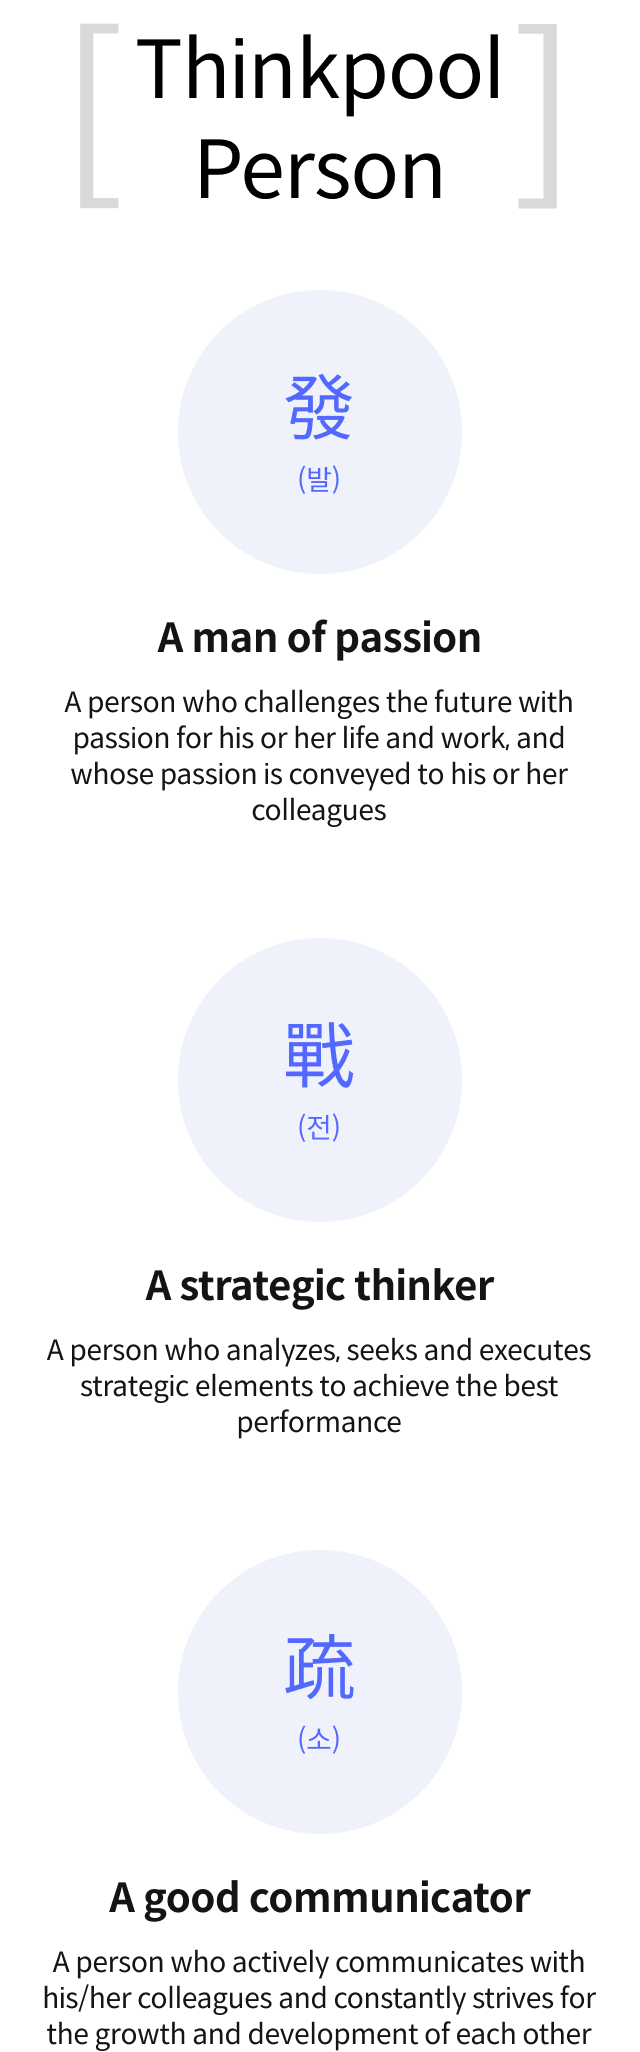 Thinkpool
Person
發
(발)
A man of passion
A person who challenges the future with
passion for his or her life and work, and
whose passion is conveyed to his or her
colleagues
戰
(전)
A strategic thinker
A person who analyzes, seeks and executes
strategic elements to achieve the best
performance
疏
(소)
A good communicator
A person who actively communicates with
his/her colleagues and constantly strives for
the growth and development of each other